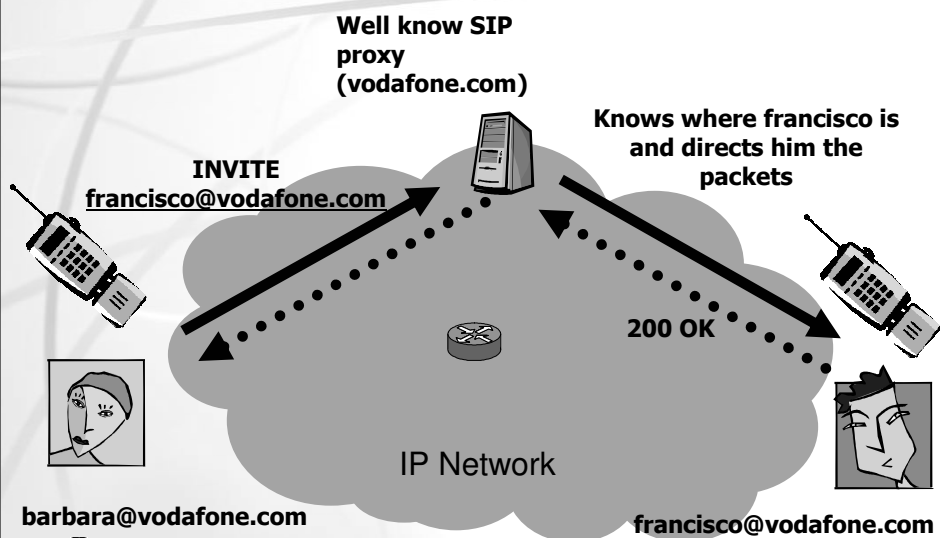 Well know SIP
proxy
(vodafone.com)
Knows where francisco is
and directs him the
packets
INVITE
francisco@vodafone.com
200 OK
IP Network
barbara@vodafone.com
francisco@vodafone.com